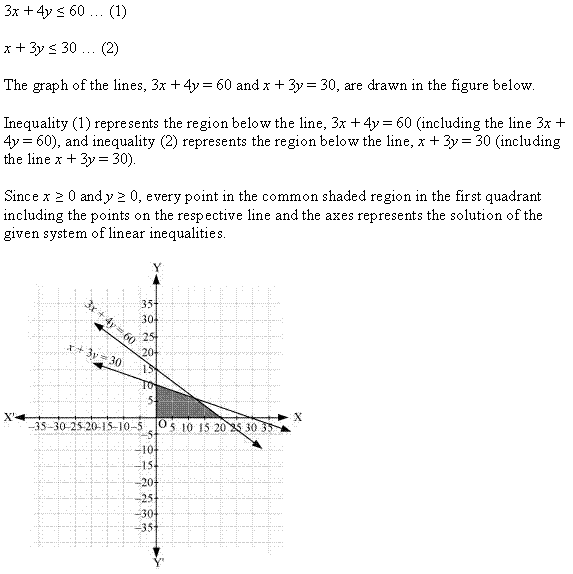 3x + 4y ≤ 60 … (1)
x + 3y ≤ 30 … (2)
The graph of the lines, 3x + 4y = 60 and x + 3y = 30, are drawn in the figure below.
Inequality (1) represents the region below the line, 3x + 4y = 60 (including the line 3x +
4y = 60), and inequality (2) represents the region below the line, x + 3y = 30 (including
the line x + 3y = 30).
Since x ≥ 0 and y ≥ 0, every point in the common shaded region in the first quadrant
including the points on the respective line and the axes represents the solution of the
given system of linear inequalities.
Y
35
30
3x + 4y = 60
25
20
x + 3y = 30
15
10
5
X' X
-35-30-25-20-15-10-5 O 5 10 15 20 25 30 35
-5
-10
-15
-20
-25
-30
-35
Y'